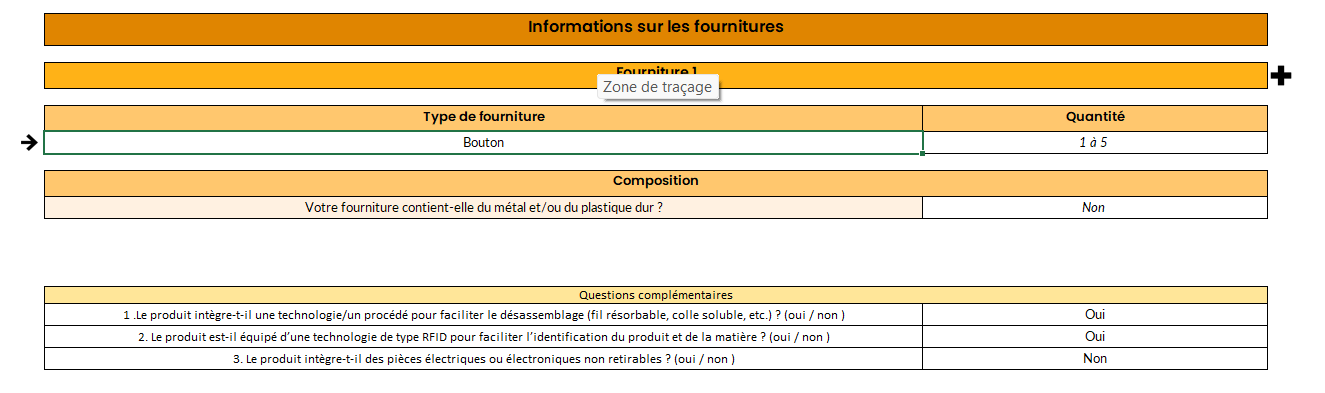 Informations sur les fournitures
Fourniture 1
Zone de traçage
Type de fourniture Quantité
Bouton 1 à 5
Composition
Votre fourniture contient-elle du métal et/ou du plastique dur ? Non
Questions complémentaires
1 .Le produit intègre-t-il une technologie/un procédé pour faciliter le désassemblage (fil résorbable, colle soluble, etc.) ? (oui / non ) Oui
2. Le produit est-il équipé d’une technologie de type RFID pour faciliter l’identification du produit et de la matière ? (oui / non ) Oui
3. Le produit intègre-t-il des pièces électriques ou électroniques non retirables ? (oui / non ) Non